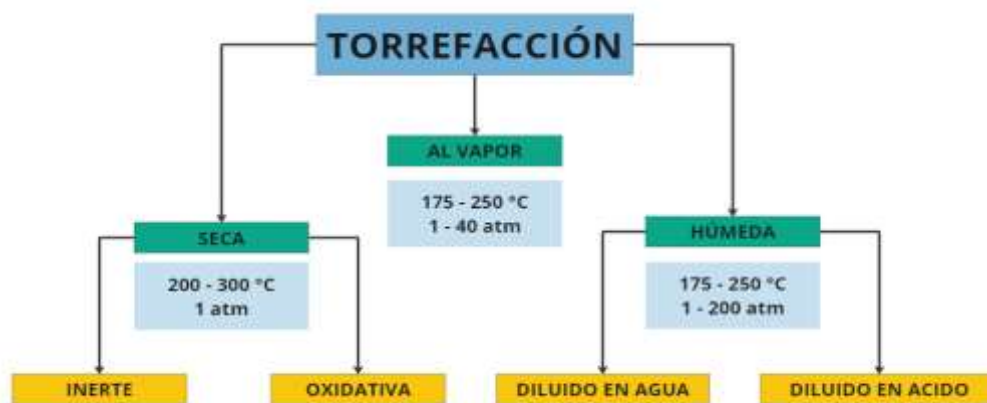 TORREFACCIÓN
AL VAPOR
175 - 250 °C
1 - 40 atm
SECA
200 - 300 °C
1 atm
HÚMEDA
175 - 250 °C
1 - 200 atm
INERTE
OXIDATIVA
DILUIDO EN AGUA
DILUIDO EN ACIDO